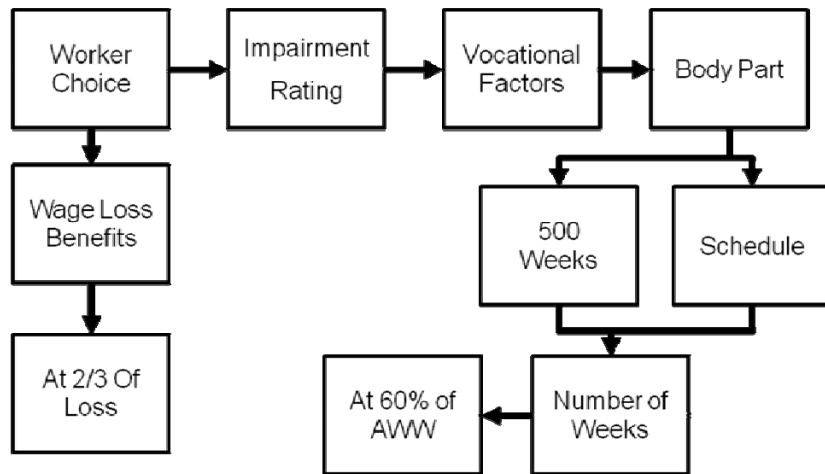 Worker
Choice
Impairment
Rating
Vocational
Factors
Body Part
Wage Loss
Benefits
500
Weeks
Schedule
At 2/3 Of
Loss
At 60% of
AWW
Number of
Weeks